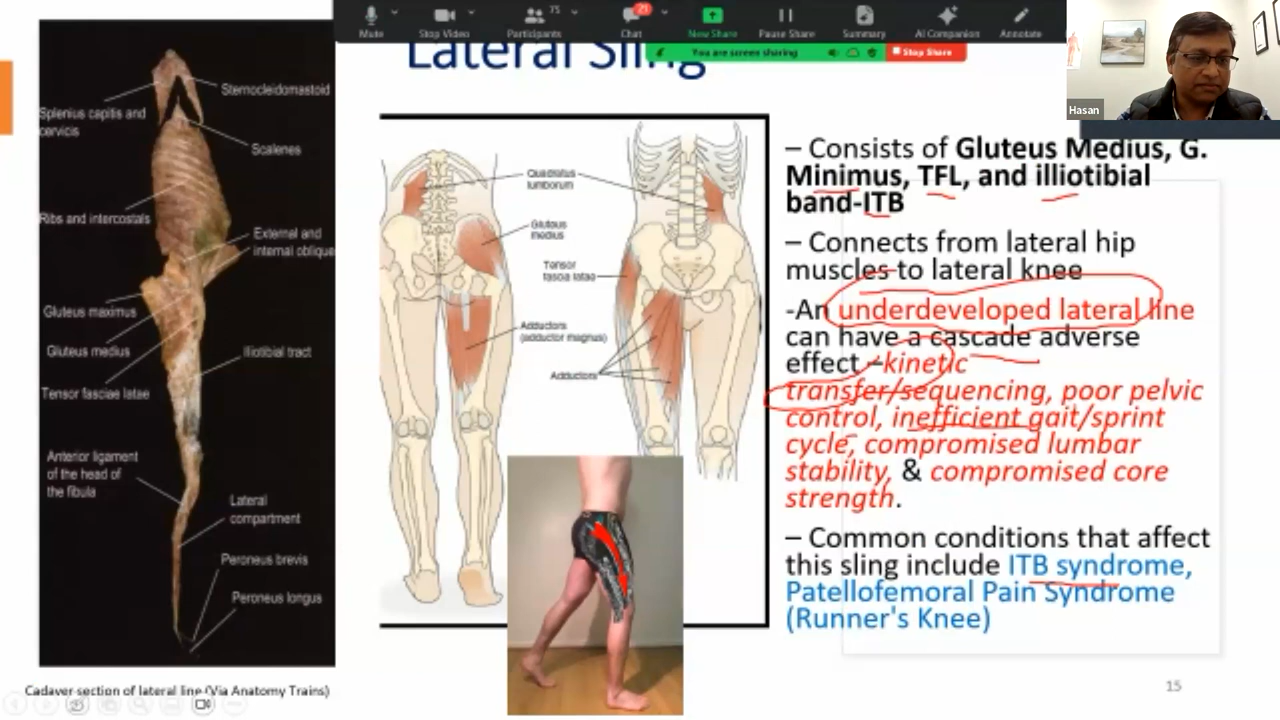 Mute
Stop Video
75
Participants
21
Chat
New Share
Pause Share
Summary
AI Companion
Annotate
You are screen sharing
Stop Share
Hasan
Lateral Sling
Sternocleidomastoid
Splenius capitis and
cervicis
Scalenes
Ribs and intercostals
External and
internal oblique
Gluteus maximus
Gluteus medius
Iliotibial tract
Tensor fasciae latae
Anterior ligament
of the head of
the fibula
Lateral
compartment
Peroneus brevis
Peroneus longus
Cadaver section of lateral line (Via Anatomy Trains)
Quadratus
lumborum
Gluteus
medius
Tensor
fascia latae
Adductors
(adductor magnus)
Adductors
– Consists of Gluteus Medius, G.
Minimus, TFL, and illiotibial
band-ITB
– Connects from lateral hip
muscles to lateral knee
-An underdeveloped lateral line
can have a cascade adverse
effect –kinetic
transfer/sequencing, poor pelvic
control, inefficient gait/sprint
cycle, compromised lumbar
stability, & compromised core
strength.
– Common conditions that affect
this sling include ITB syndrome,
Patellofemoral Pain Syndrome
(Runner's Knee)
15